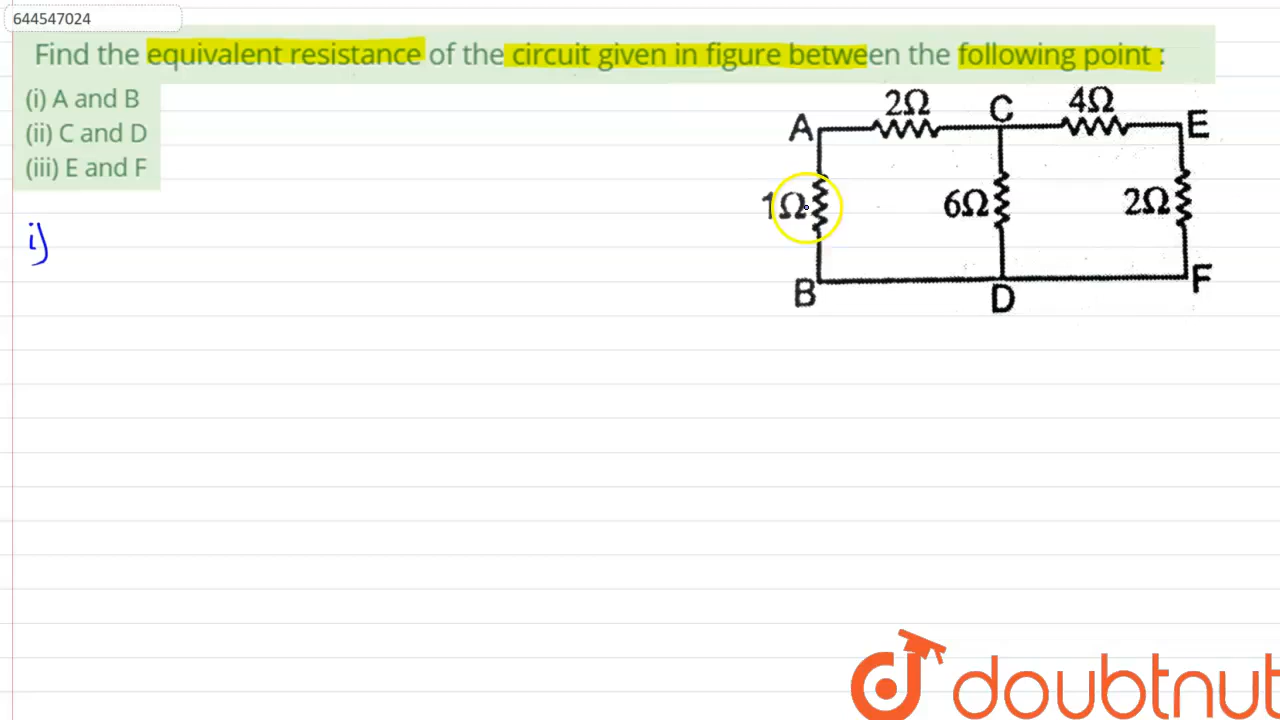 644547024
Find the equivalent resistance of the circuit given in figure between the following point :
(i) A and B
(ii) C and D
(iii) E and F
2Ω C 4Ω
A E
1Ω 6Ω 2Ω
i)
B D F
doubtnut